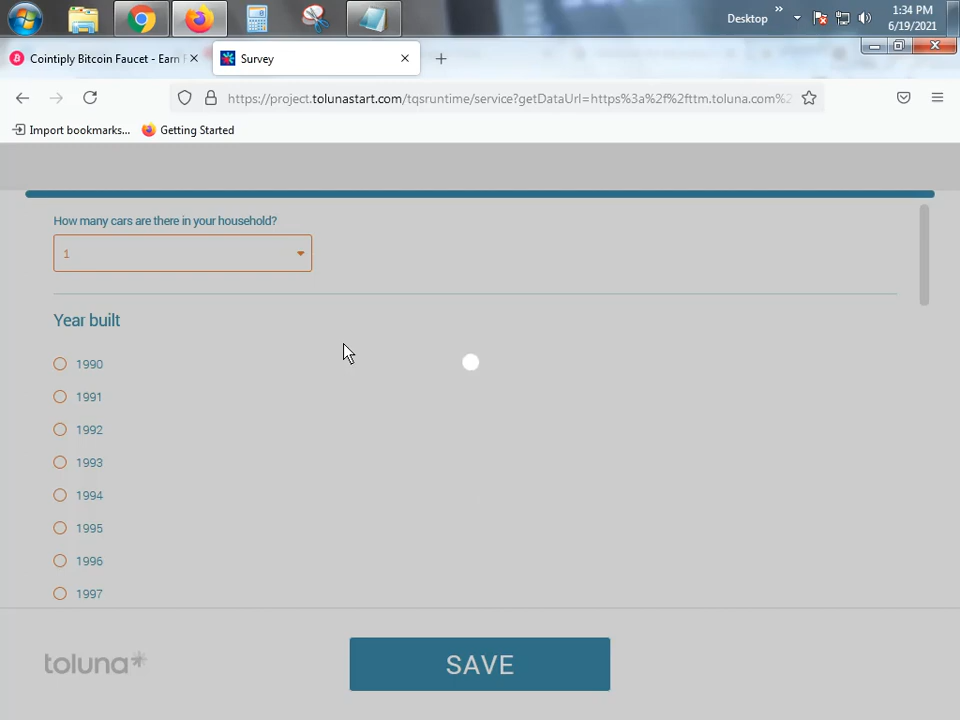 1:34 PM
Desktop
»
6/19/2021
Cointiply Bitcoin Faucet - Earn F
Survey
https://project.tolunastart.com/tqsruntime/service?getDataUrl=https%3a%2f%2fttm.toluna.com%2
Import bookmarks...
Getting Started
How many cars are there in your household?
1
Year built
1990
1991
1992
1993
1994
1995
1996
1997
toluna*
SAVE